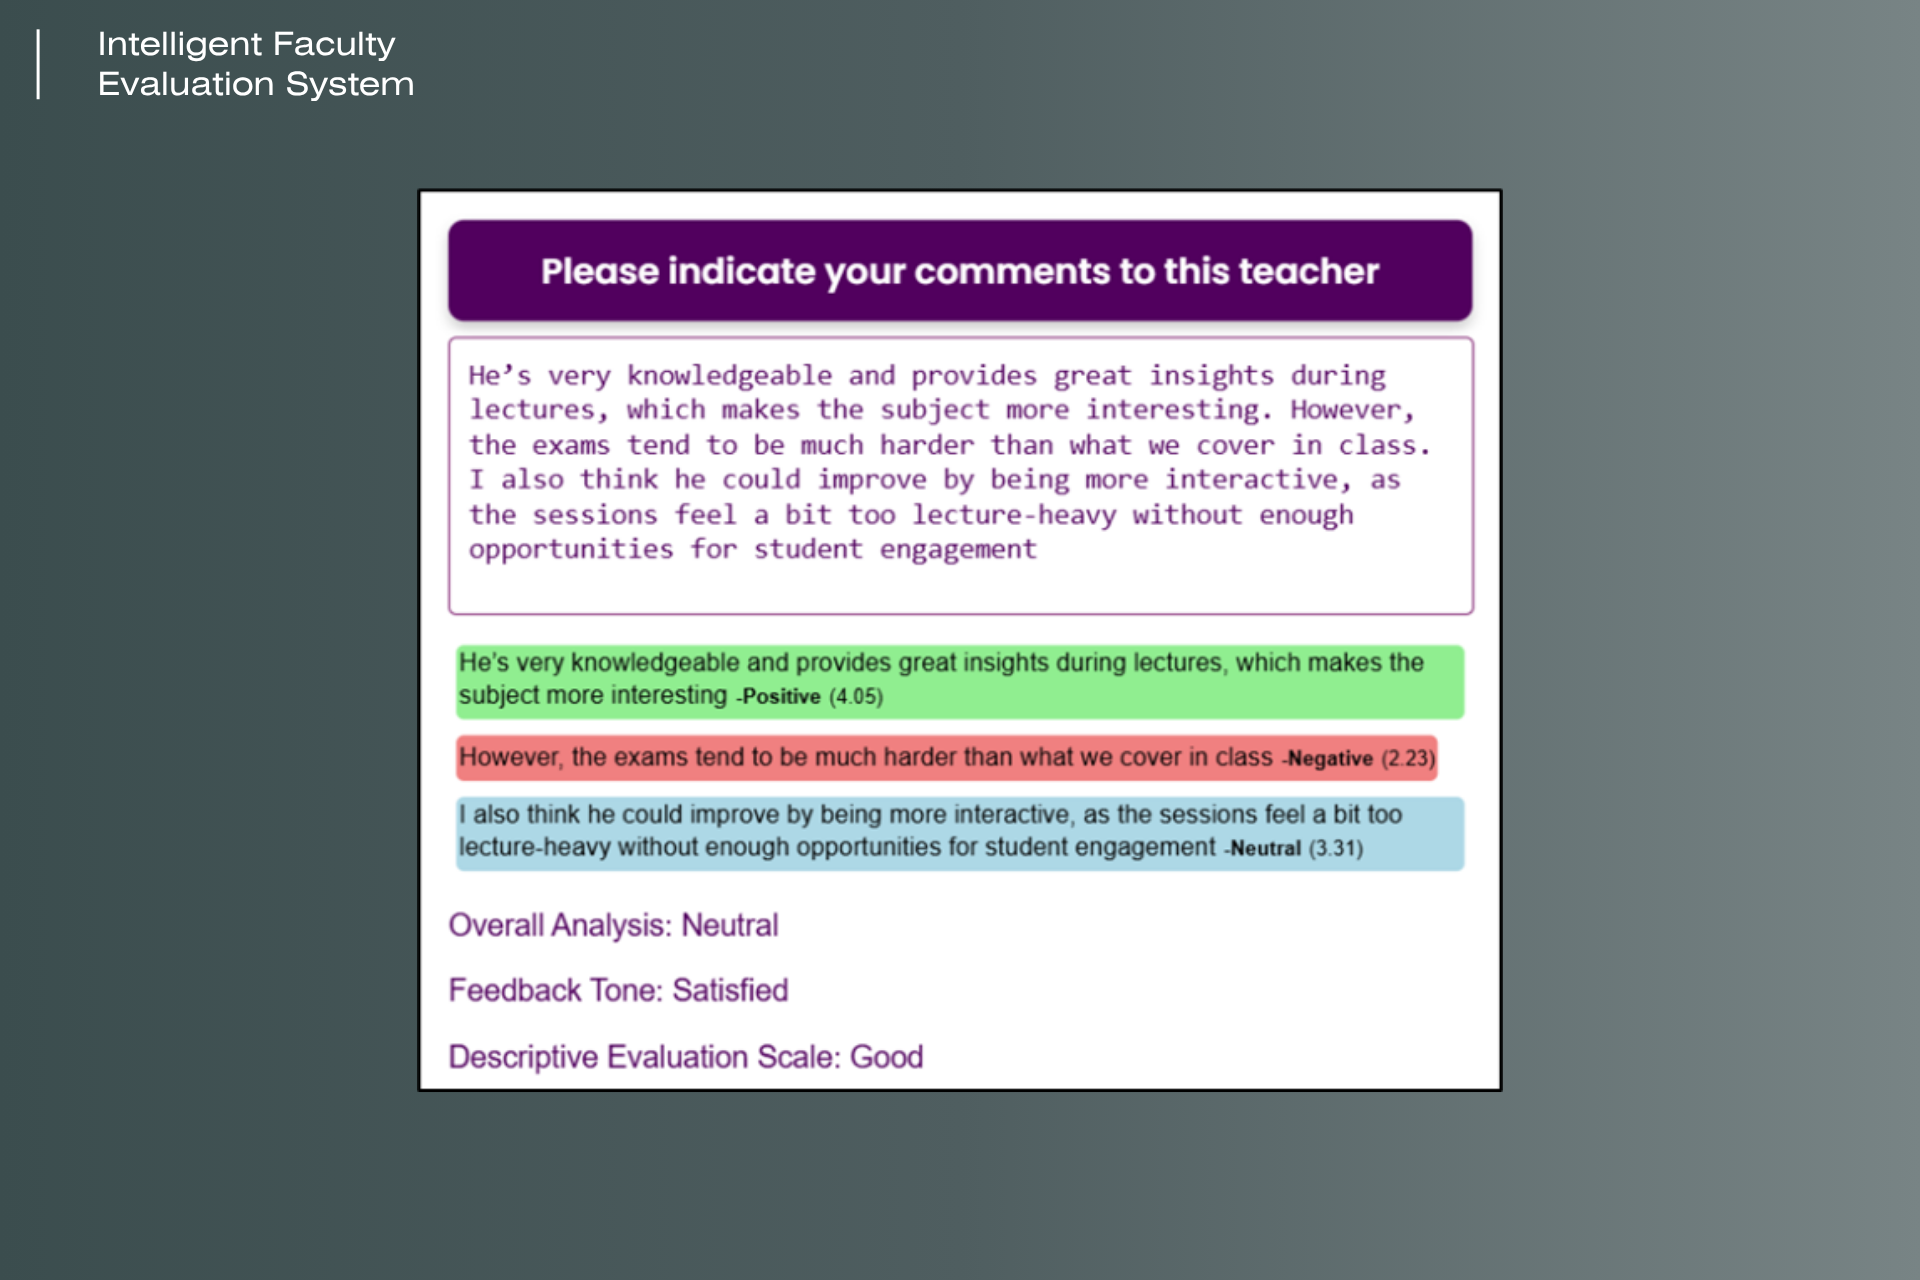 Intelligent Faculty
Evaluation System
Please indicate your comments to this teacher
He’s very knowledgeable and provides great insights during
lectures, which makes the subject more interesting. However,
the exams tend to be much harder than what we cover in class.
I also think he could improve by being more interactive, as
the sessions feel a bit too lecture-heavy without enough
opportunities for student engagement
He's very knowledgeable and provides great insights during lectures, which makes the
subject more interesting -Positive (4.05)
However, the exams tend to be much harder than what we cover in class -Negative (2.23)
I also think he could improve by being more interactive, as the sessions feel a bit too
lecture-heavy without enough opportunities for student engagement -Neutral (3.31)
Overall Analysis: Neutral
Feedback Tone: Satisfied
Descriptive Evaluation Scale: Good